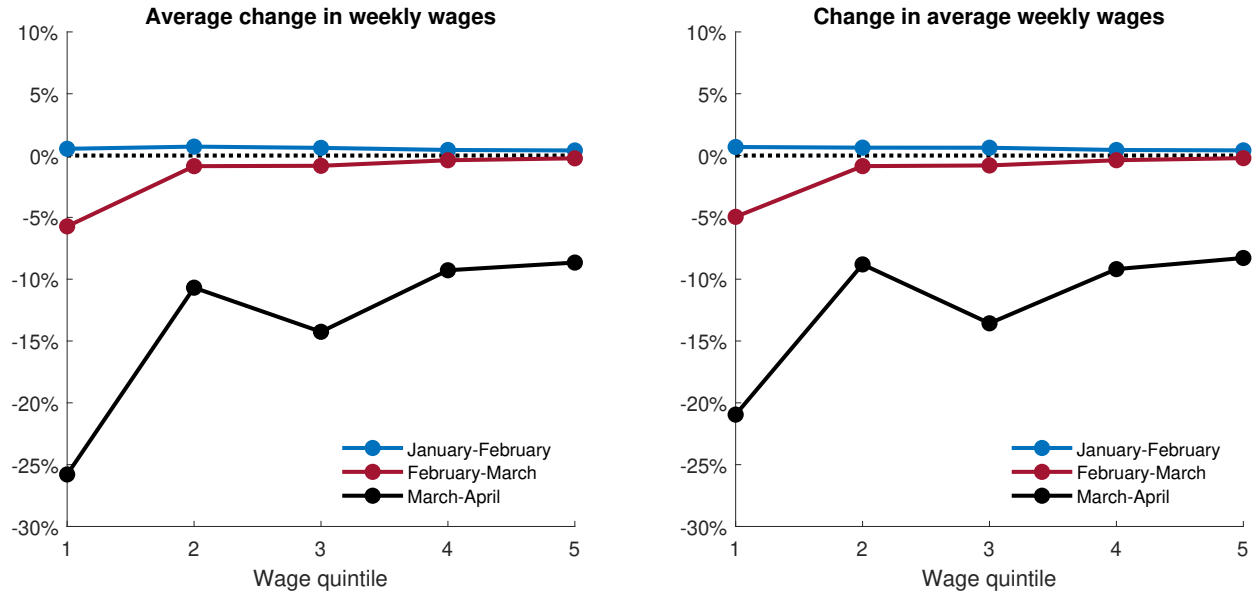 Average change in weekly wages
10%
5%
0%
-5%
-10%
-15%
-20%
-25%
-30%
January-February
February-March
March-April
1 2 3 4 5
Wage quintile
Change in average weekly wages
10%
5%
0%
-5%
-10%
-15%
-20%
-25%
-30%
January-February
February-March
March-April
1 2 3 4 5
Wage quintile